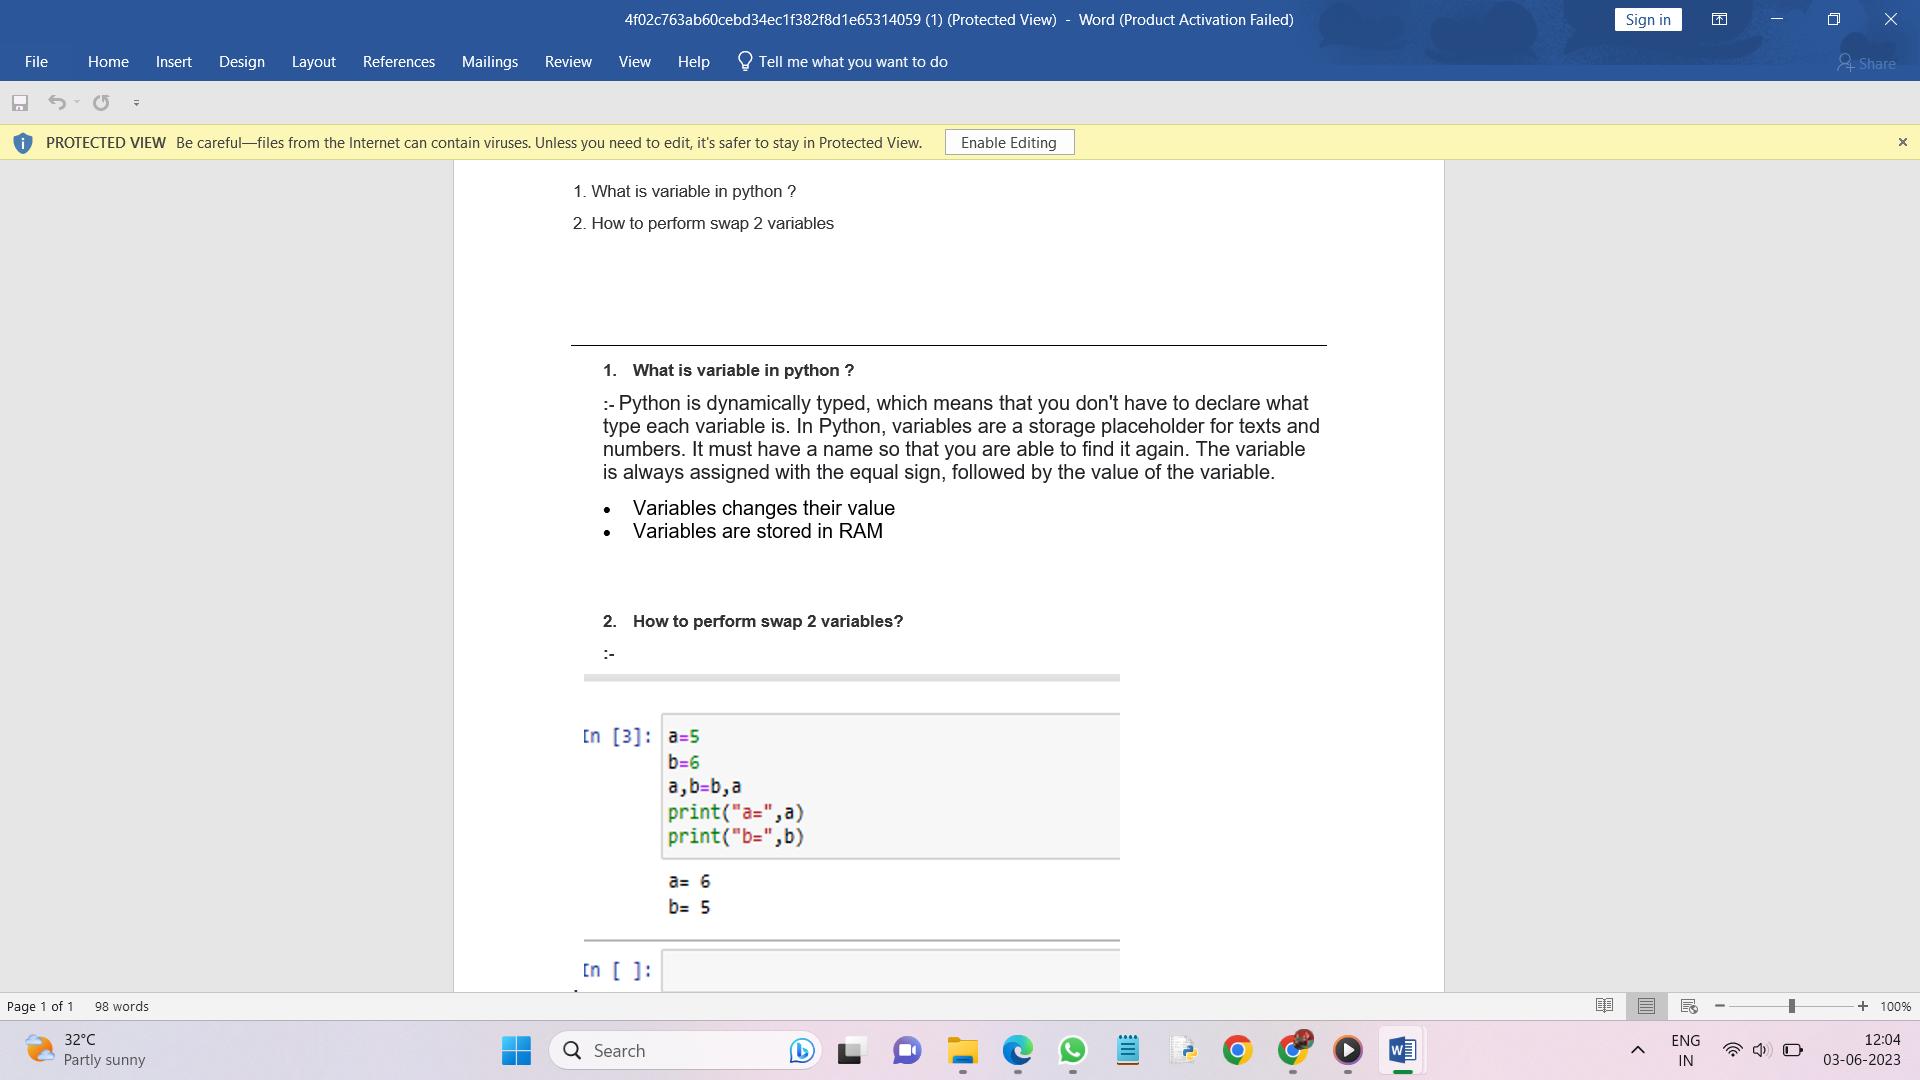 4f02c763ab60cebd34ec1f382f8d1e65314059 (1) (Protected View) - Word (Product Activation Failed)
Sign in
File Home Insert Design Layout References Mailings Review View Help Tell me what you want to do
Share
PROTECTED VIEW Be careful—files from the Internet can contain viruses. Unless you need to edit, it's safer to stay in Protected View. Enable Editing
1. What is variable in python ?
2. How to perform swap 2 variables
1. What is variable in python ?
:- Python is dynamically typed, which means that you don't have to declare what
type each variable is. In Python, variables are a storage placeholder for texts and
numbers. It must have a name so that you are able to find it again. The variable
is always assigned with the equal sign, followed by the value of the variable.
• Variables changes their value
• Variables are stored in RAM
2. How to perform swap 2 variables?
:-
In [3]: a=5
b=6
a,b=b,a
print("a=",a)
print("b=",b)
a= 6
b= 5
In [ ]:
Page 1 of 1 98 words
100%
32°C
Partly sunny
Search
ENG
IN
12:04
03-06-2023